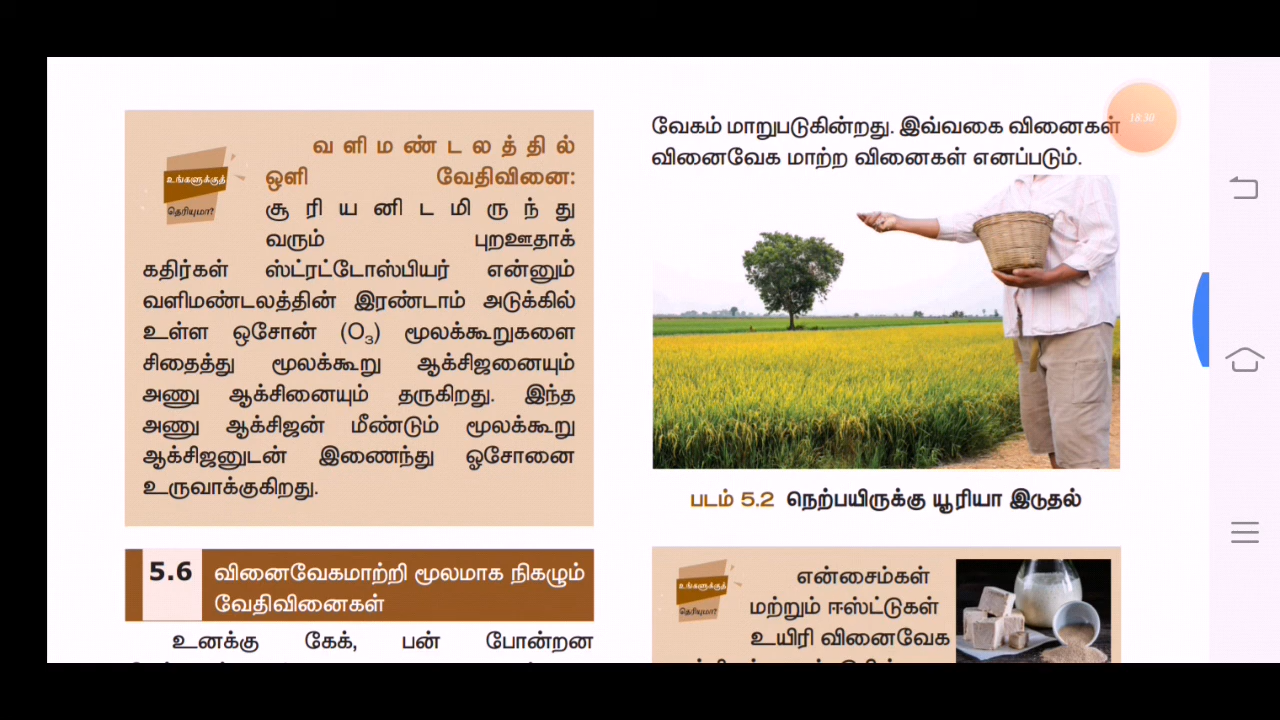 வளிமண்டலத்தில்
ஒளி வேதிவினை:
சூரியனிடமிருந்து
வரும் புறஊதாக்
கதிர்கள் ஸ்ட்ரட்டோஸ்பியர் என்னும்
வளிமண்டலத்தின் இரண்டாம் அடுக்கில்
உள்ள ஒசோன் (O₃) மூலக்கூறுகளை
சிதைத்து மூலக்கூறு ஆக்சிஜனையும்
அணு ஆக்சினையும் தருகிறது. இந்த
அணு ஆக்சிஜன் மீண்டும் மூலக்கூறு
ஆக்சிஜனுடன் இணைந்து ஓசோனை
உருவாக்குகிறது.
உங்களுக்குத்
தெரியுமா?
5.6 வினைவேகமாற்றி மூலமாக நிகழும்
வேதிவினைகள்
உனக்கு கேக், பன் போன்றன
வேகம் மாறுபடுகின்றது. இவ்வகை வினைகள்
வினைவேக மாற்ற வினைகள் எனப்படும்.
18:30
படம் 5.2 நெற்பயிருக்கு யூரியா இடுதல்
உங்களுக்குத்
தெரியுமா?
என்சைம்கள்
மற்றும் ஈஸ்ட்டுகள்
உயிரி வினைவேக